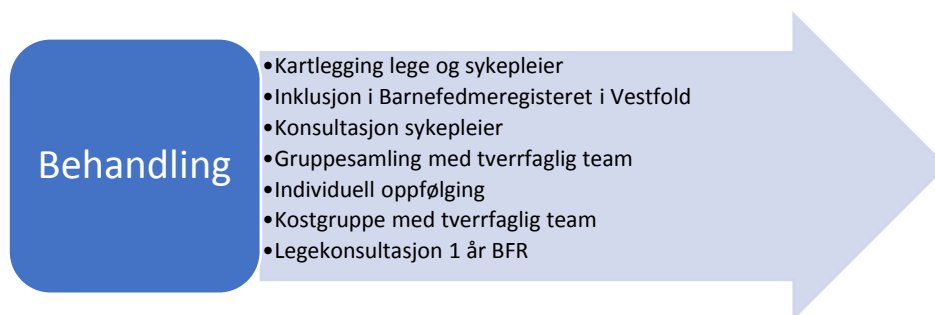 Behandling
•Kartlegging lege og sykepleier
•Inklusjon i Barnefedmeregisteret i Vestfold
•Konsultasjon sykepleier
•Gruppesamling med tverrfaglig team
•Individuell oppfølging
•Kostgruppe med tverrfaglig team
•Legekonsultasjon 1 år BFR